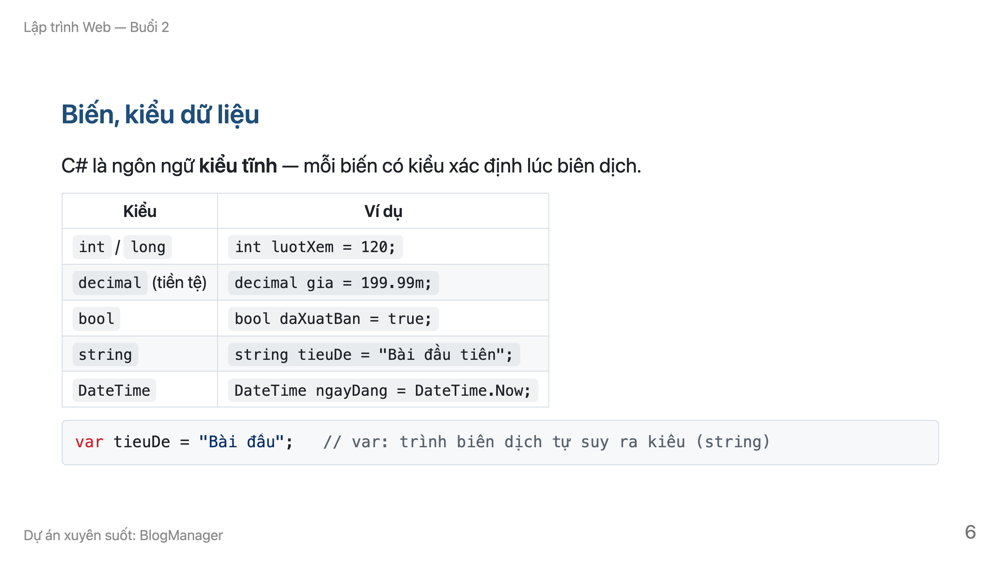 Lập trình Web — Buổi 2
Biến, kiểu dữ liệu
C# là ngôn ngữ kiểu tĩnh — mỗi biến có kiểu xác định lúc biên dịch.
Kiểu Ví dụ
int / long int luotXem = 120;
decimal (tiền tệ) decimal gia = 199.99m;
bool bool daXuatBan = true;
string string tieuDe = "Bài đầu tiên";
DateTime DateTime ngayDang = DateTime.Now;
var tieuDe = "Bài đầu"; // var: trình biên dịch tự suy ra kiểu (string)
Dự án xuyên suốt: BlogManager
6